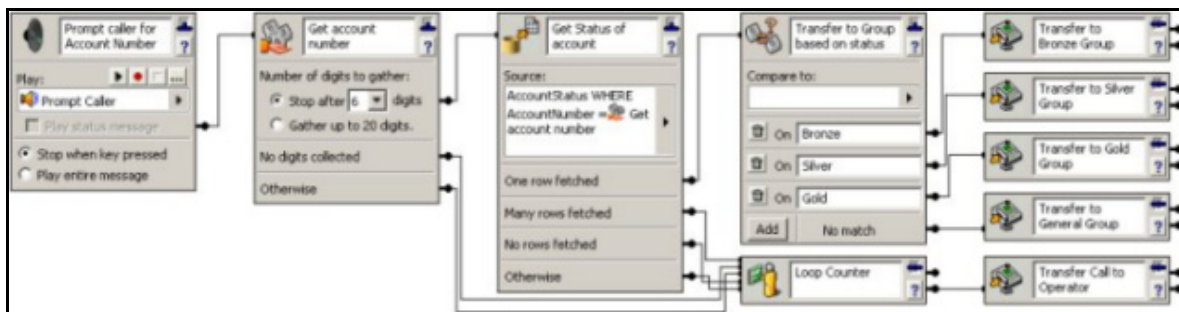 Prompt caller for
Account Number
?
Play:
...
Prompt Caller
Play status message
Stop when key pressed
Play entire message
Get account
number
?
Number of digits to gather:
Stop after 6 digits
Gather up to 20 digits.
No digits collected
Otherwise
Get Status of
account
?
Source:
AccountStatus WHERE
AccountNumber = Get
account number
One row fetched
Many rows fetched
No rows fetched
Otherwise
Transfer to Group
based on status
?
Compare to:
On Bronze
On Silver
On Gold
Add No match
Loop Counter
?
Transfer to
Bronze Group
?
Transfer to Silver
Group
?
Transfer to Gold
Group
?
Transfer to
General Group
?
Transfer Call to
Operator
?